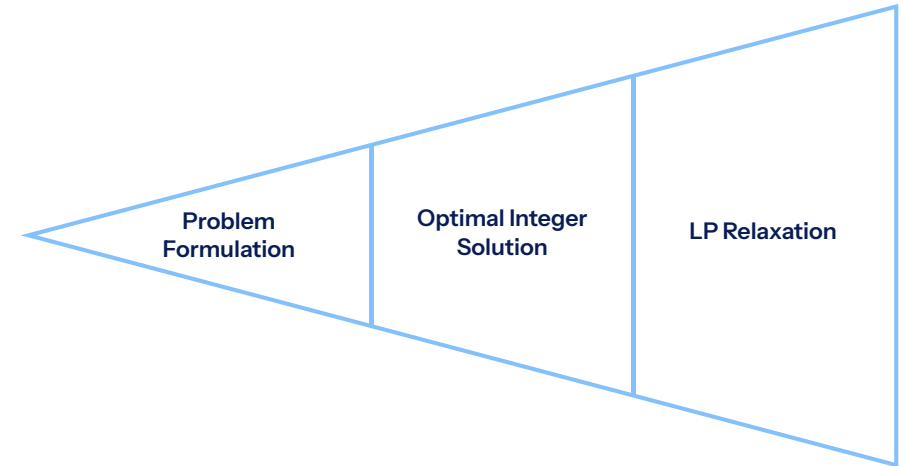 Problem
Formulation
Optimal Integer
Solution
LP Relaxation